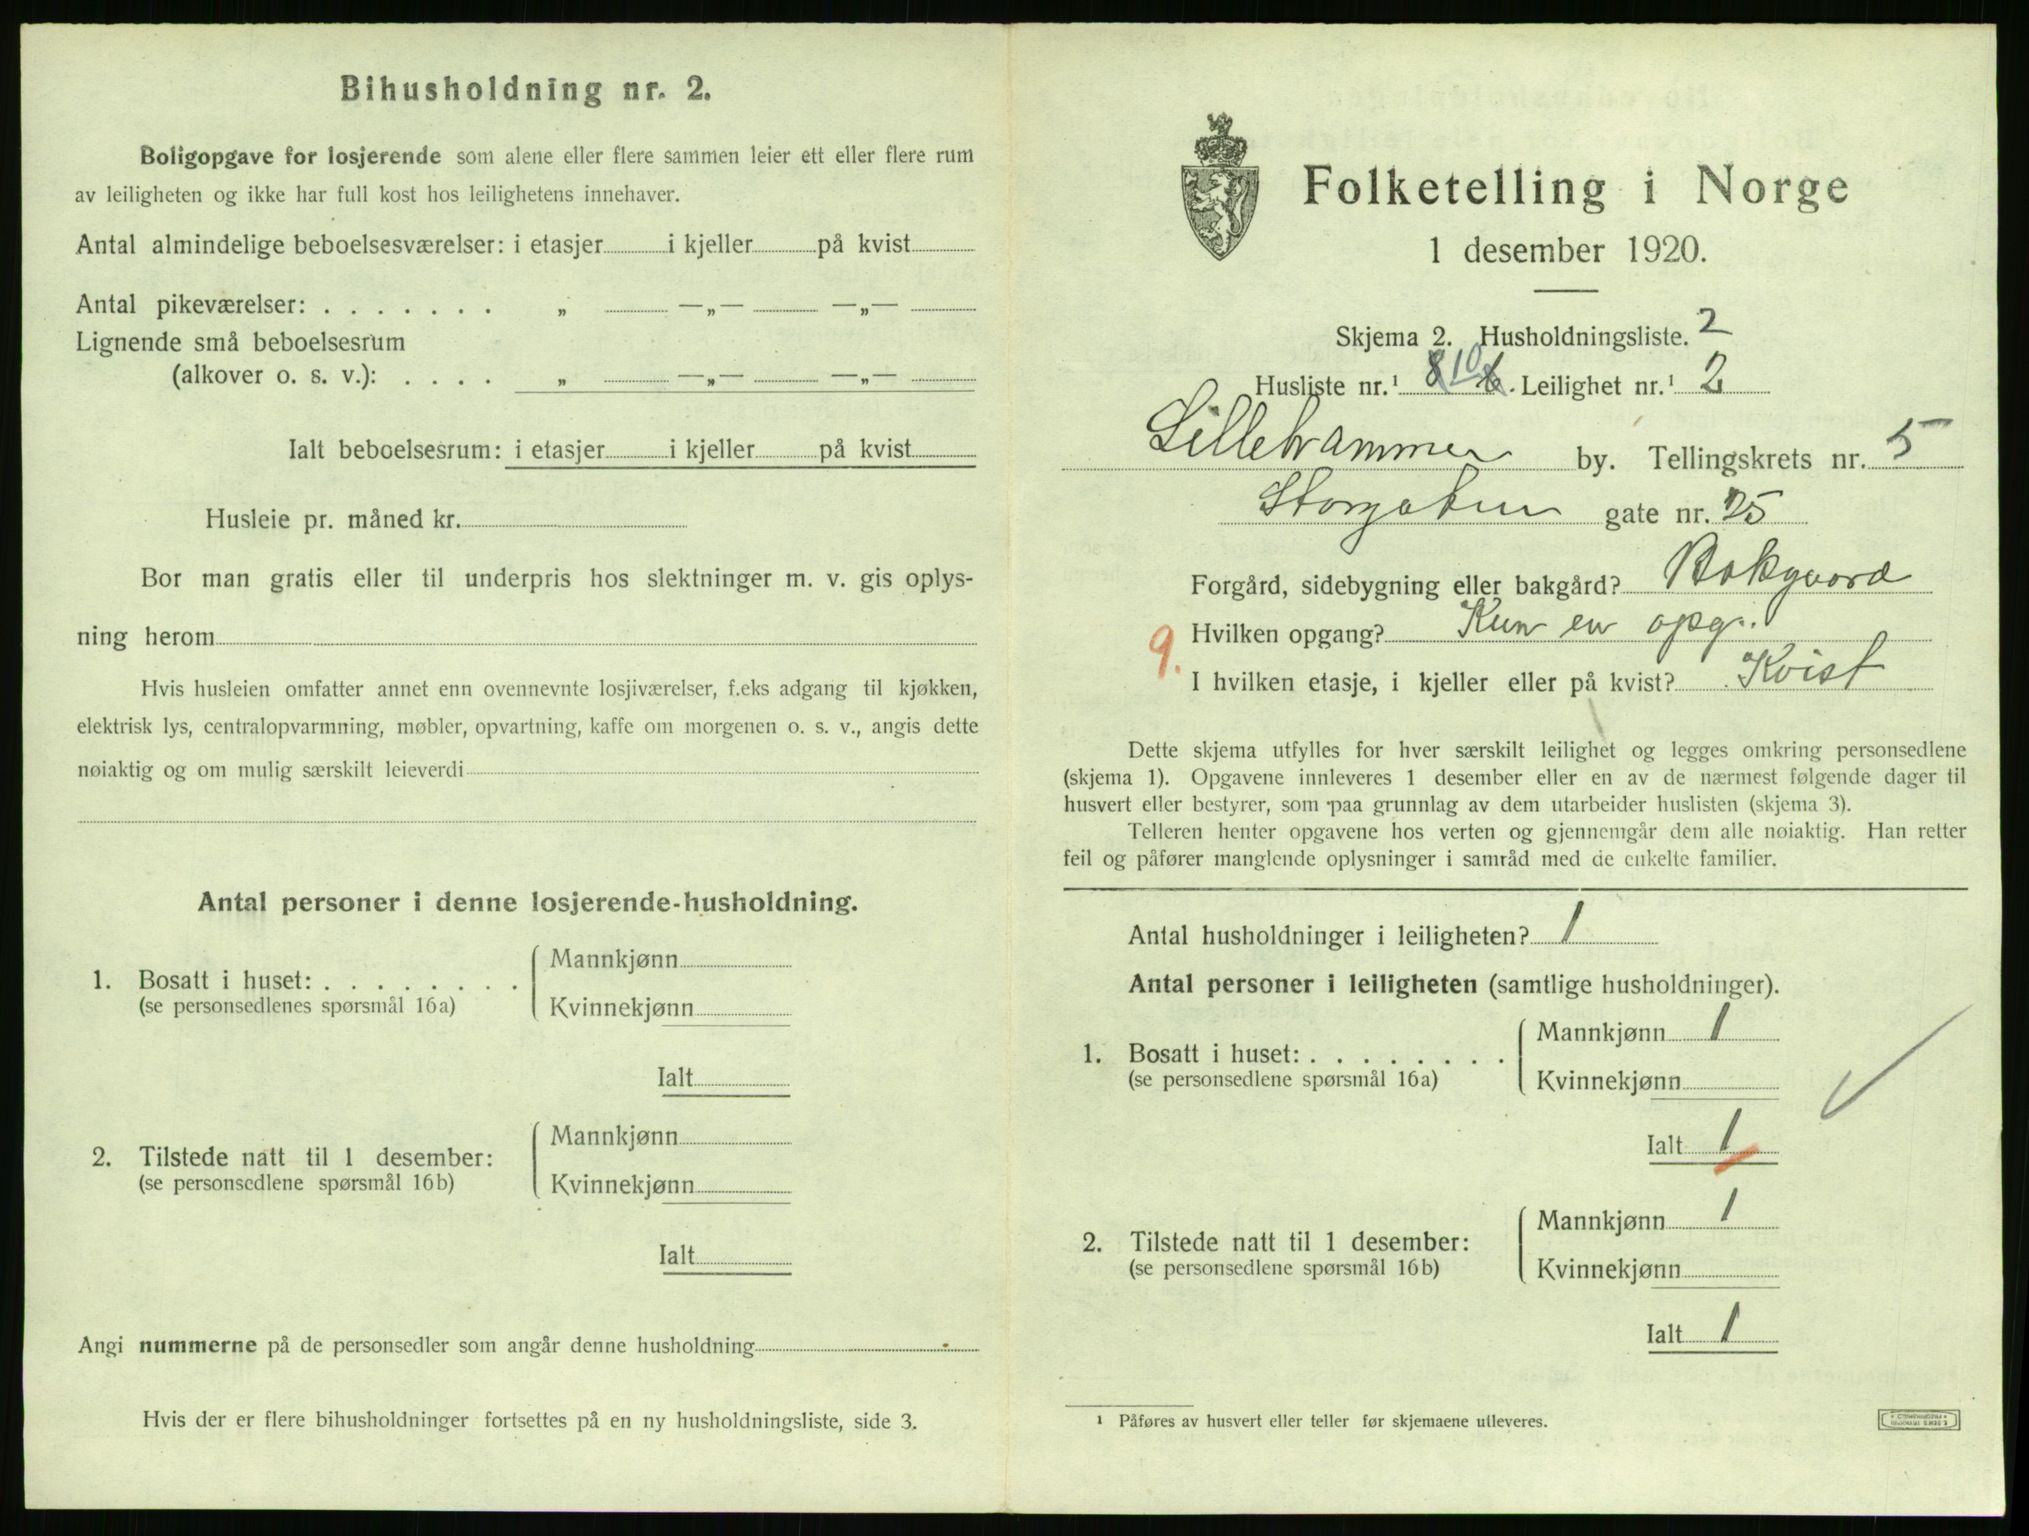 Bihusholdning nr. 2.
Boligopgave for losjerende som alene eller flere sammen leier ett eller flere rum
av leiligheten og ikke har full kost hos leilighetens innehaver.
Antal almindelige beboelsesværelser: i etasjer i kjeller på kvist
Antal pikeværelser: . . . . . . . „ —„— —„—
Lignende små beboelsesrum
(alkover o. s. v.): . . . . „ —„— —„—
Ialt beboelsesrum: i etasjer i kjeller på kvist
Husleie pr. måned kr.
Bor man gratis eller til underpris hos slektninger m. v. gis oplys-
ning herom
Hvis husleien omfatter annet enn ovennevnte losjiværelser, f.eks adgang til kjøkken,
elektrisk lys, centralopvarmning, møbler, opvartning, kaffe om morgenen o. s. v., angis dette
nøiaktig og om mulig særskilt leieverdi
Antal personer i denne losjerende-husholdning.
Mannkjønn
1. Bosatt i huset: . . . . . . . .
(se personsedlenes spørsmål 16a)
Kvinnekjønn
Ialt
Mannkjønn
2. Tilstede natt til 1 desember:
(se personsedlene spørsmål 16b)
Kvinnekjønn
Ialt
Angi nummerne på de personsedler som angår denne husholdning
Hvis der er flere bihusholdninger fortsettes på en ny husholdningsliste, side 3.
Folketelling i Norge
1 desember 1920.
Skjema 2. Husholdningsliste. 2
Husliste nr.¹ 8 10 6. Leilighet nr.¹ 2
Lillehammer by. Tellingskrets nr. 5
Storgaten gate nr. 25
Forgård, sidebygning eller bakgård? Bakgaard
Hvilken opgang? Kun en opg.
9.
I hvilken etasje, i kjeller eller på kvist? Kvist
Dette skjema utfylles for hver særskilt leilighet og legges omkring personsedlene
(skjema 1). Opgavene innleveres 1 desember eller en av de nærmest følgende dager til
husvert eller bestyrer, som paa grunnlag av dem utarbeider huslisten (skjema 3).
Telleren henter opgavene hos verten og gjennemgår dem alle nøiaktig. Han retter
feil og påfører manglende oplysninger i samråd med de enkelte familier.
Antal husholdninger i leiligheten? 1
Antal personer i leiligheten (samtlige husholdninger).
Mannkjønn 1
1. Bosatt i huset: . . . . . . . .
(se personsedlene spørsmål 16a)
Kvinnekjønn
Ialt 1
Mannkjønn 1
2. Tilstede natt til 1 desember:
(se personsedlene spørsmål 16b)
Kvinnekjønn
Ialt 1
¹ Påføres av husvert eller teller før skjemaene utleveres.